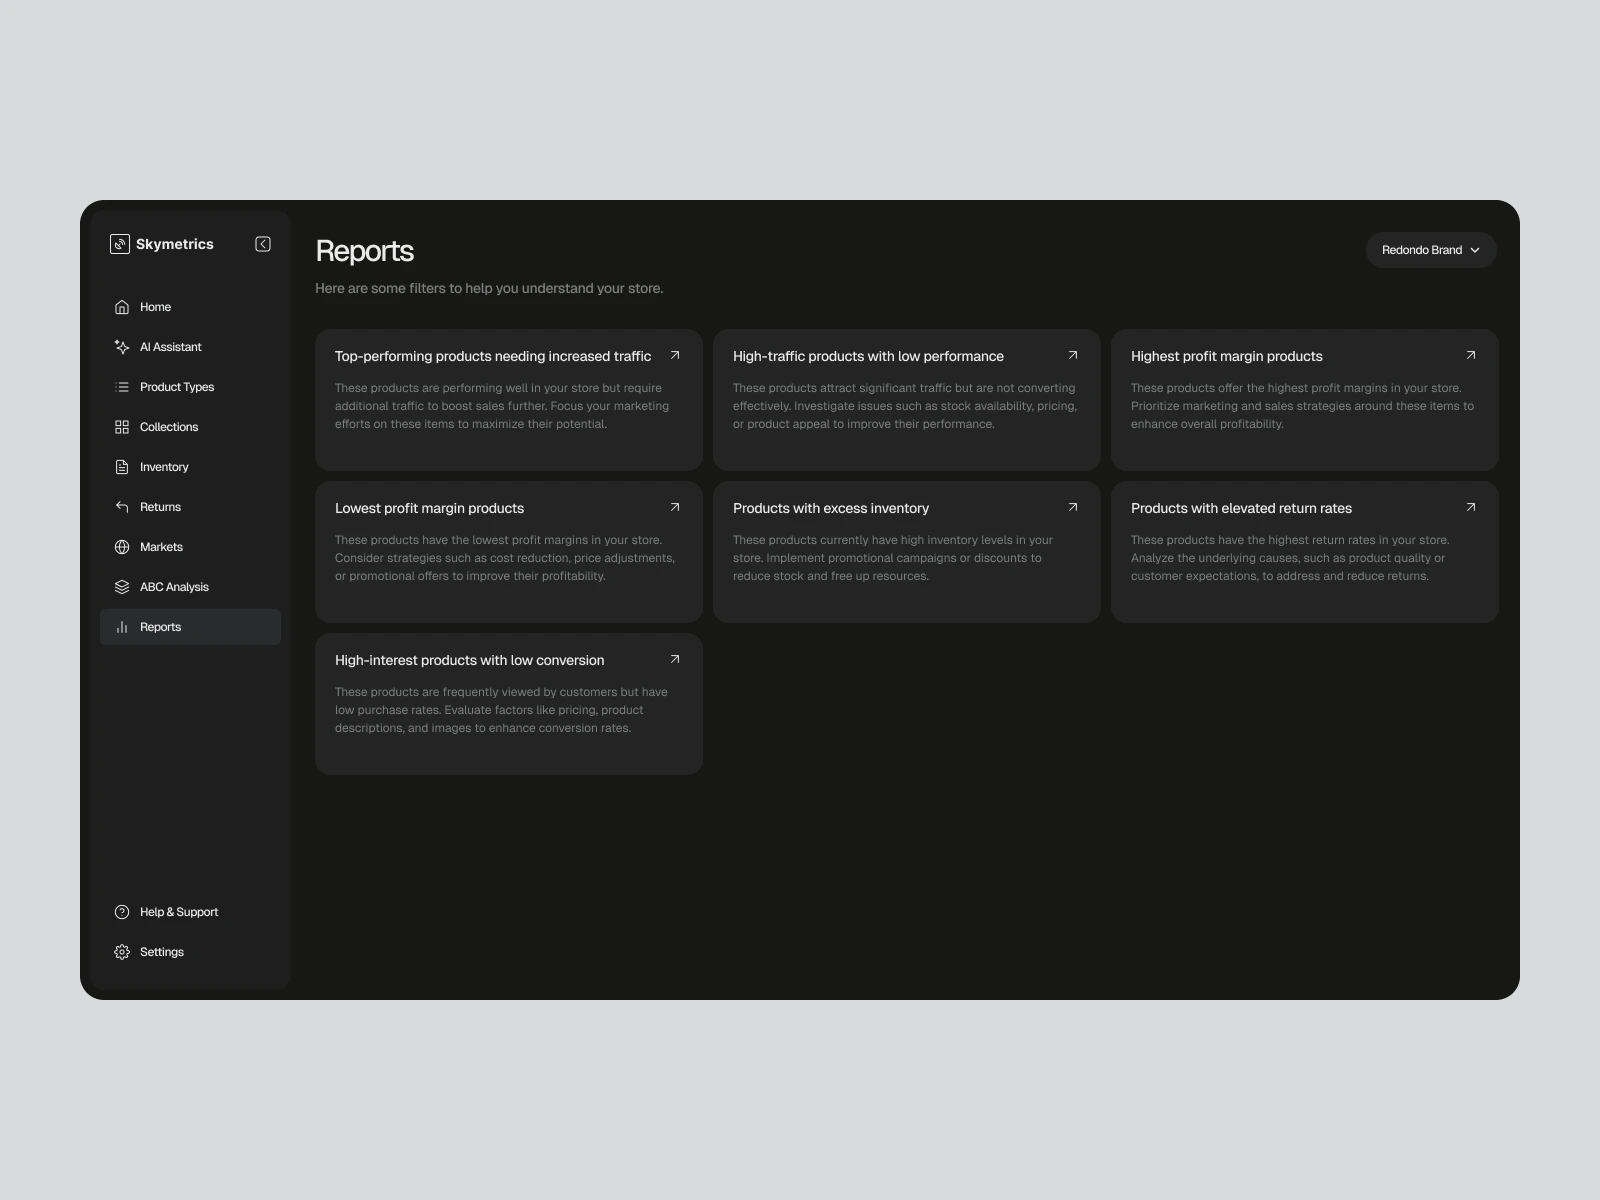 Skymetrics
Home
AI Assistant
Product Types
Collections
Inventory
Returns
Markets
ABC Analysis
Reports
Help & Support
Settings
Reports
Redondo Brand
Here are some filters to help you understand your store.
Top-performing products needing increased traffic
These products are performing well in your store but require
additional traffic to boost sales further. Focus your marketing
efforts on these items to maximize their potential.
High-traffic products with low performance
These products attract significant traffic but are not converting
effectively. Investigate issues such as stock availability, pricing,
or product appeal to improve their performance.
Highest profit margin products
These products offer the highest profit margins in your store.
Prioritize marketing and sales strategies around these items to
enhance overall profitability.
Lowest profit margin products
These products have the lowest profit margins in your store.
Consider strategies such as cost reduction, price adjustments,
or promotional offers to improve their profitability.
Products with excess inventory
These products currently have high inventory levels in your
store. Implement promotional campaigns or discounts to
reduce stock and free up resources.
Products with elevated return rates
These products have the highest return rates in your store.
Analyze the underlying causes, such as product quality or
customer expectations, to address and reduce returns.
High-interest products with low conversion
These products are frequently viewed by customers but have
low purchase rates. Evaluate factors like pricing, product
descriptions, and images to enhance conversion rates.